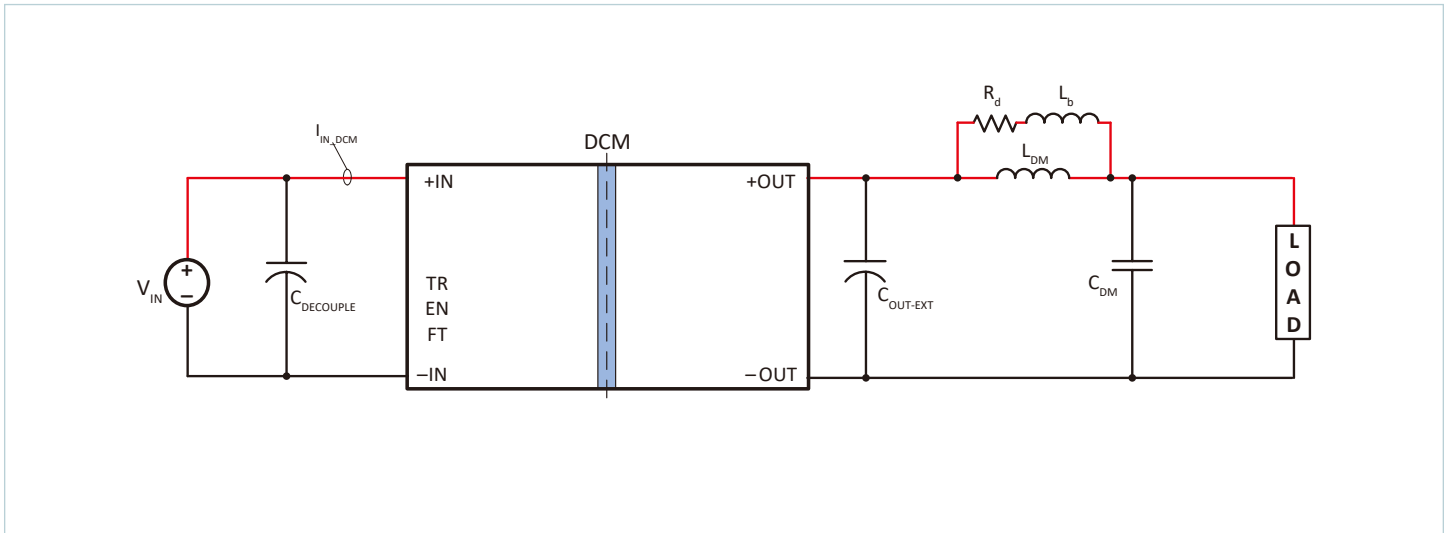 R_d
L_b
I_IN_DCM
DCM
L_DM
+IN
+OUT
+
−
V_IN
C_DECOUPLE
TR
EN
FT
C_OUT-EXT
C_DM
L
O
A
D
−IN
−OUT